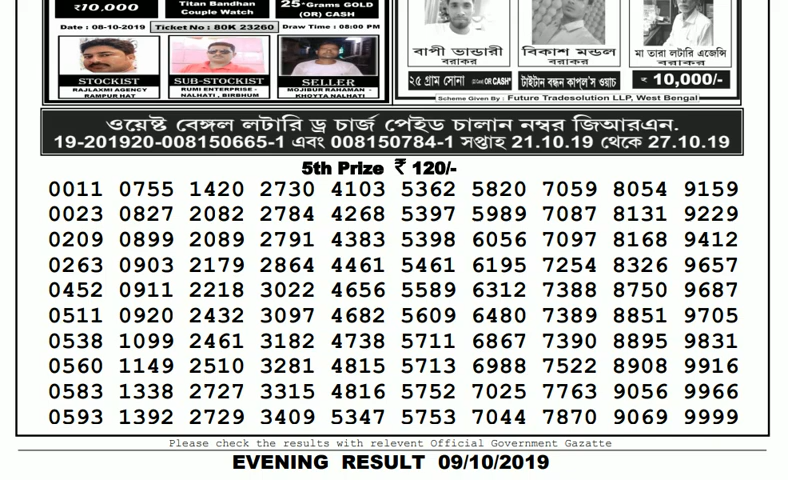 ₹10,000
Titan Bandhan
Couple Watch
25 Grams GOLD
(OR) CASH
Date : 08-10-2019 Ticket No : 80K 23260 Draw Time : 08:00 PM
STOCKIST
RAJLAXMI AGENCY
RAMPUR HAT
SUB-STOCKIST
RUMI ENTERPRISE -
NALHATI , BIRBHUM
SELLER
MOJIBUR RAHAMAN -
KHOYTA NALHATI
বাপী ভান্ডারী
বরাকর
বিকাশ মন্ডল
বরাকর
মা তারা লটারি এজেন্সি
বরাকর
২৫ গ্রাম সোনা OR CASH*
টাইটান বন্ধন কাপল'স ওয়াচ
₹ 10,000/-
Scheme Given By : Future Tradesolution LLP, West Bengal
ওয়েষ্ট বেঙ্গল লটারি ড্র চার্জ পেইড চালান নম্বর জিআরএন.
19-201920-008150665-1 এবং 008150784-1 সপ্তাহ 21.10.19 থেকে 27.10.19
5th Prize ₹ 120/-
0011 0755 1420 2730 4103 5362 5820 7059 8054 9159
0023 0827 2082 2784 4268 5397 5989 7087 8131 9229
0209 0899 2089 2791 4383 5398 6056 7097 8168 9412
0263 0903 2179 2864 4461 5461 6195 7254 8326 9657
0452 0911 2218 3022 4656 5589 6312 7388 8750 9687
0511 0920 2432 3097 4682 5609 6480 7389 8851 9705
0538 1099 2461 3182 4738 5711 6867 7390 8895 9831
0560 1149 2510 3281 4815 5713 6988 7522 8908 9916
0583 1338 2727 3315 4816 5752 7025 7763 9056 9966
0593 1392 2729 3409 5347 5753 7044 7870 9069 9999
Please check the results with relevent Official Government Gazatte
EVENING RESULT 09/10/2019